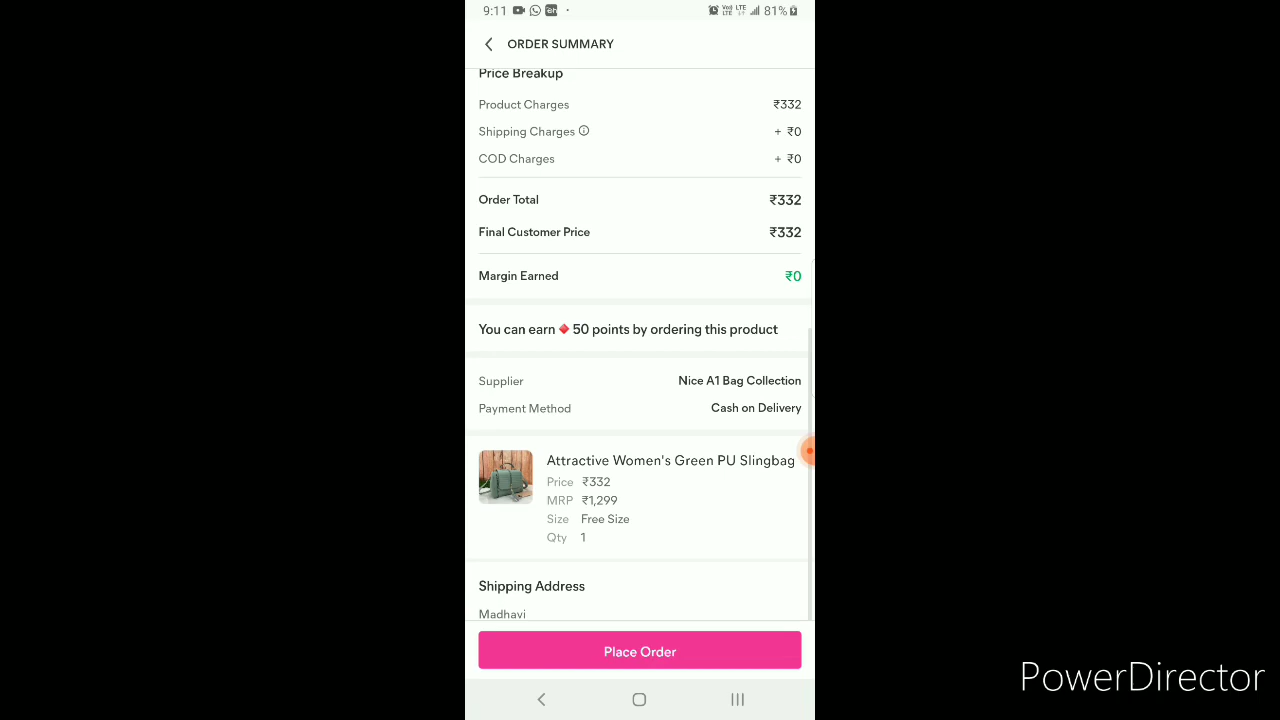 9:11 81%
ORDER SUMMARY
Price Breakup
Product Charges ₹332
Shipping Charges + ₹0
COD Charges + ₹0
Order Total ₹332
Final Customer Price ₹332
Margin Earned ₹0
You can earn 50 points by ordering this product
Supplier Nice A1 Bag Collection
Payment Method Cash on Delivery
Attractive Women's Green PU Slingbag
Price ₹332
MRP ₹1,299
Size Free Size
Qty 1
Shipping Address
Madhavi
Place Order
PowerDirector